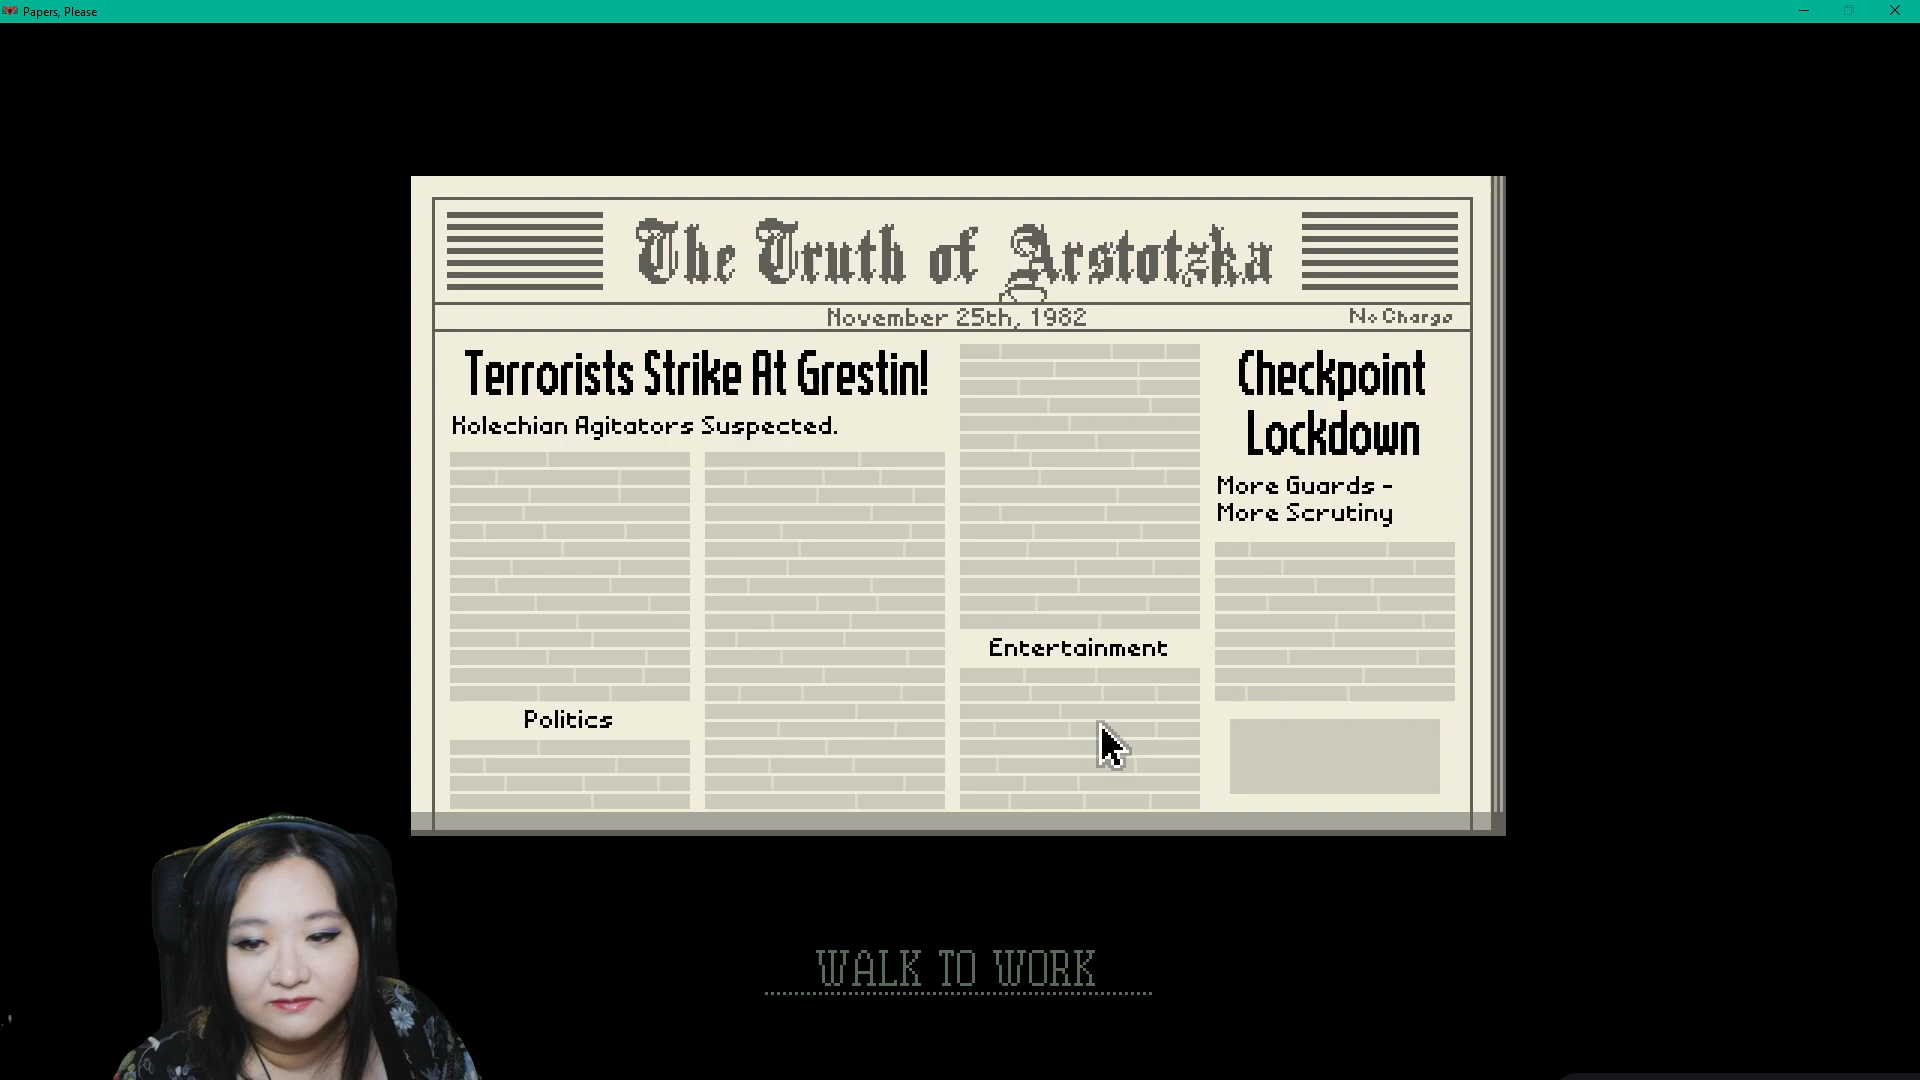 Papers, Please
The Truth of Arstotzka
November 25th, 1982
No Charge
Terrorists Strike At Grestin!
Kolechian Agitators Suspected.
Politics
Entertainment
Checkpoint
Lockdown
More Guards -
More Scrutiny
WALK TO WORK